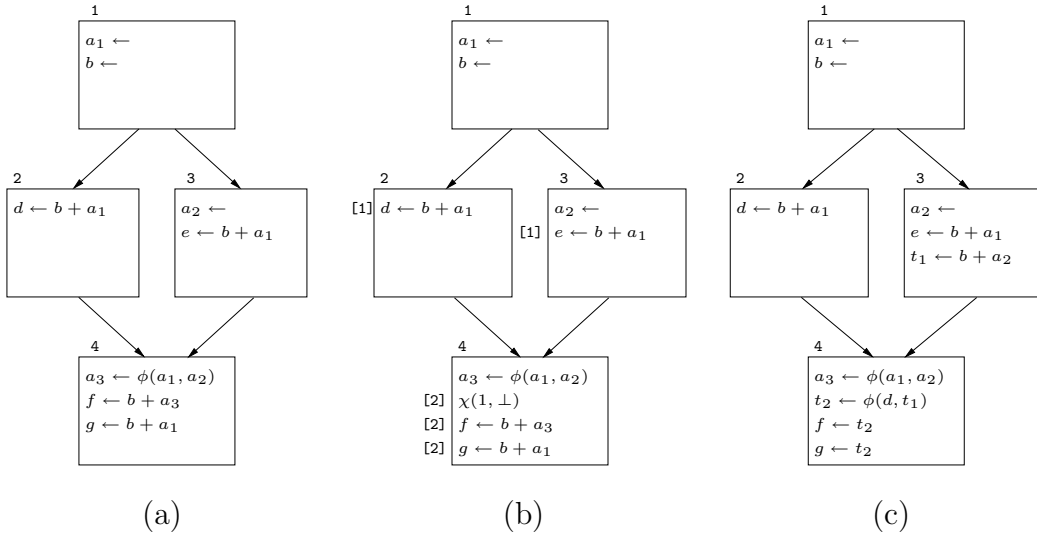 1
a₁ ←
b ←
2
d ← b + a₁
3
a₂ ←
e ← b + a₁
4
a₃ ← ϕ(a₁, a₂)
f ← b + a₃
g ← b + a₁
(a)
1
a₁ ←
b ←
2
[1] d ← b + a₁
3
a₂ ←
[1] e ← b + a₁
4
a₃ ← ϕ(a₁, a₂)
[2] χ(1, ⊥)
[2] f ← b + a₃
[2] g ← b + a₁
(b)
1
a₁ ←
b ←
2
d ← b + a₁
3
a₂ ←
e ← b + a₁
t₁ ← b + a₂
4
a₃ ← ϕ(a₁, a₂)
t₂ ← ϕ(d, t₁)
f ← t₂
g ← t₂
(c)